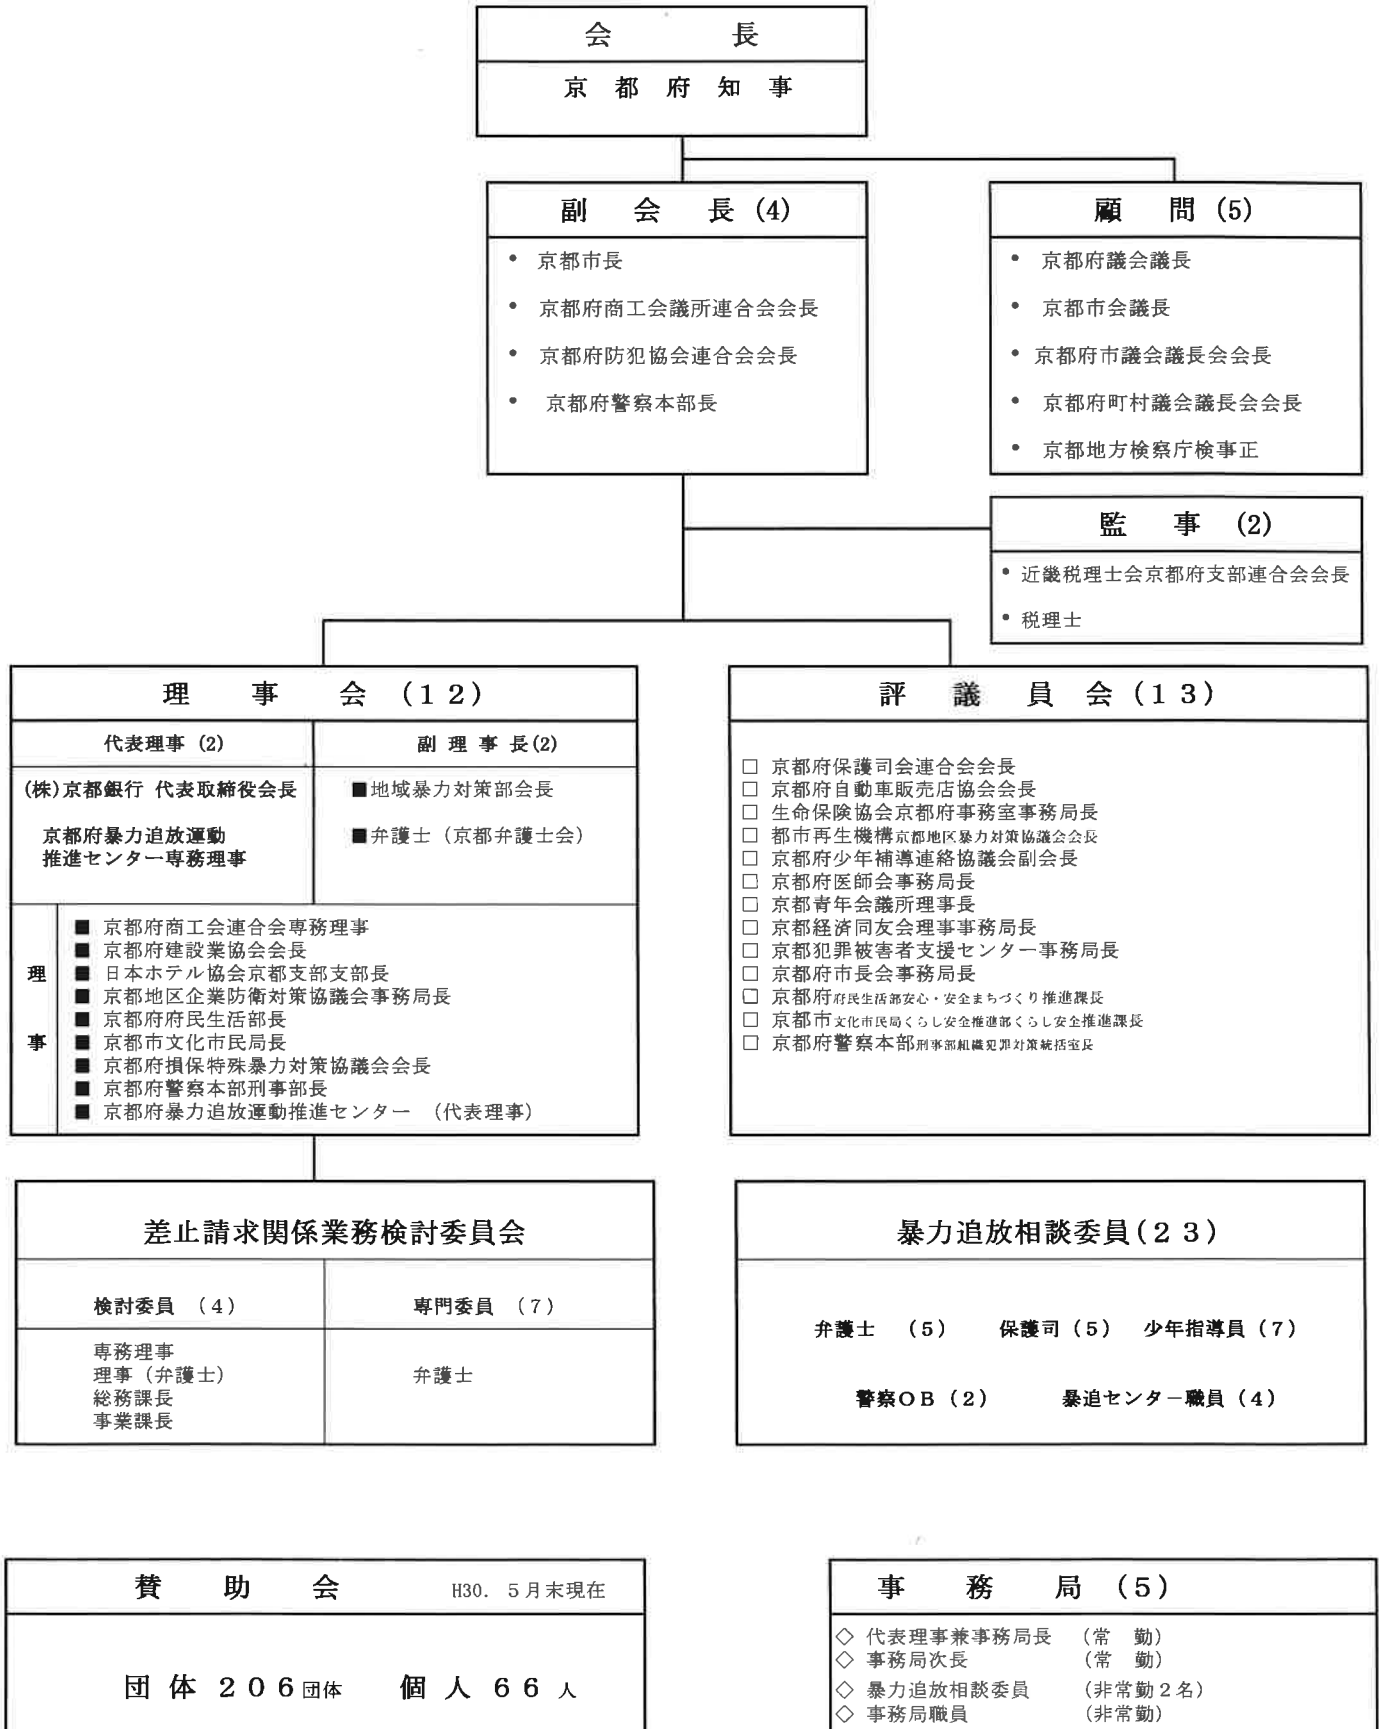 会長
京都府知事
副会長 (4)
• 京都市長
• 京都府商工会議所連合会会長
• 京都府防犯協会連合会会長
• 京都府警察本部長
顧問 (5)
• 京都府議会議長
• 京都市会議長
• 京都府市議会議長会会長
• 京都府町村議会議長会会長
• 京都地方検察庁検事正
監事 (2)
• 近畿税理士会京都府支部連合会会長
• 税理士
理事会 (12)
代表理事 (2)
(株)京都銀行 代表取締役会長
京都府暴力追放運動
推進センター専務理事
副理事長(2)
■地域暴力対策部会長
■弁護士 (京都弁護士会)
理事
■ 京都府商工会連合会専務理事
■ 京都府建設業協会会長
■ 日本ホテル協会京都支部支部長
■ 京都地区企業防衛対策協議会事務局長
■ 京都府府民生活部長
■ 京都市文化市民局長
■ 京都府損保特殊暴力対策協議会会長
■ 京都府警察本部刑事部長
■ 京都府暴力追放運動推進センター (代表理事)
評議員会 (13)
□ 京都府保護司会連合会会長
□ 京都府自動車販売店協会会長
□ 生命保険協会京都府事務室事務局長
□ 都市再生機構京都地区暴力対策協議会会長
□ 京都府少年補導連絡協議会副会長
□ 京都府医師会事務局長
□ 京都青年会議所理事長
□ 京都経済同友会理事事務局長
□ 京都犯罪被害者支援センター事務局長
□ 京都府市長会事務局長
□ 京都府府民生活部安心・安全まちづくり推進課長
□ 京都市文化市民局くらし安全推進部くらし安全推進課長
□ 京都府警察本部刑事部組織犯罪対策統括室長
差止請求関係業務検討委員会
検討委員 (4)
専務理事
理事 (弁護士)
総務課長
事業課長
専門委員 (7)
弁護士
暴力追放相談委員(23)
弁護士 (5) 保護司 (5) 少年指導員 (7)
警察OB (2) 暴追センター職員 (4)
賛助会 H30. 5月末現在
団体 206団体 個人 66人
事務局 (5)
◇ 代表理事兼事務局長 (常 勤)
◇ 事務局次長 (常 勤)
◇ 暴力追放相談委員 (非常勤2名)
◇ 事務局職員 (非常勤)